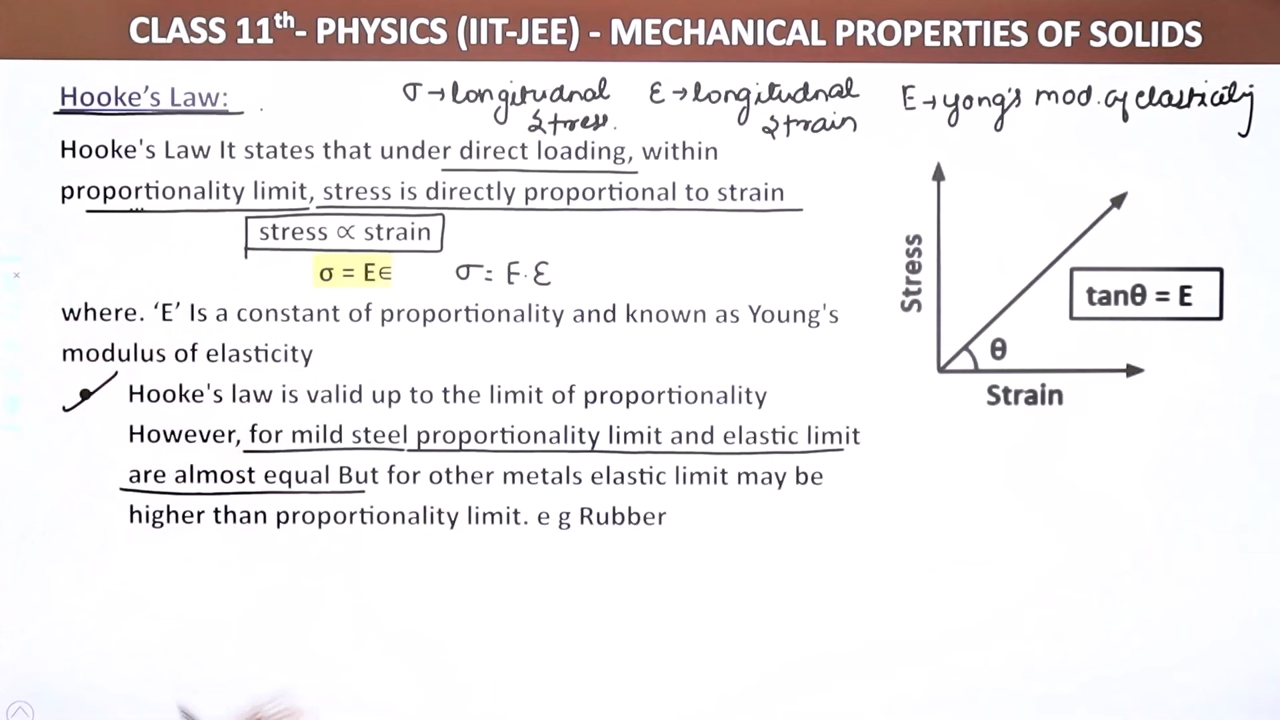 CLASS 11th- PHYSICS (IIT-JEE) - MECHANICAL PROPERTIES OF SOLIDS
Hooke's Law:
σ→longitudnal stress.
ε→longitudnal strain
E→yong's mod. of elasticity
Hooke's Law It states that under direct loading, within
proportionality limit, stress is directly proportional to strain
stress ∝ strain
σ = E∈
σ = E·ε
where. ‘E’ Is a constant of proportionality and known as Young's
modulus of elasticity
Hooke's law is valid up to the limit of proportionality
However, for mild steel proportionality limit and elastic limit
are almost equal But for other metals elastic limit may be
higher than proportionality limit. e g Rubber
Stress
tanθ = E
θ
Strain